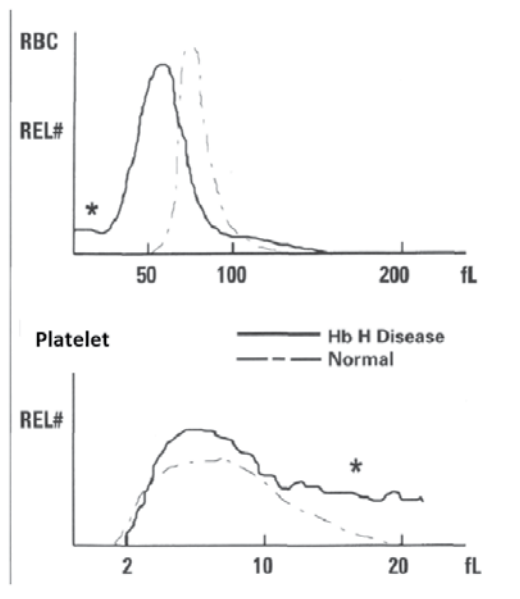 RBC
REL#
*
50 100 200 fL
Platelet
Hb H Disease
Normal
REL#
*
2 10 20 fL